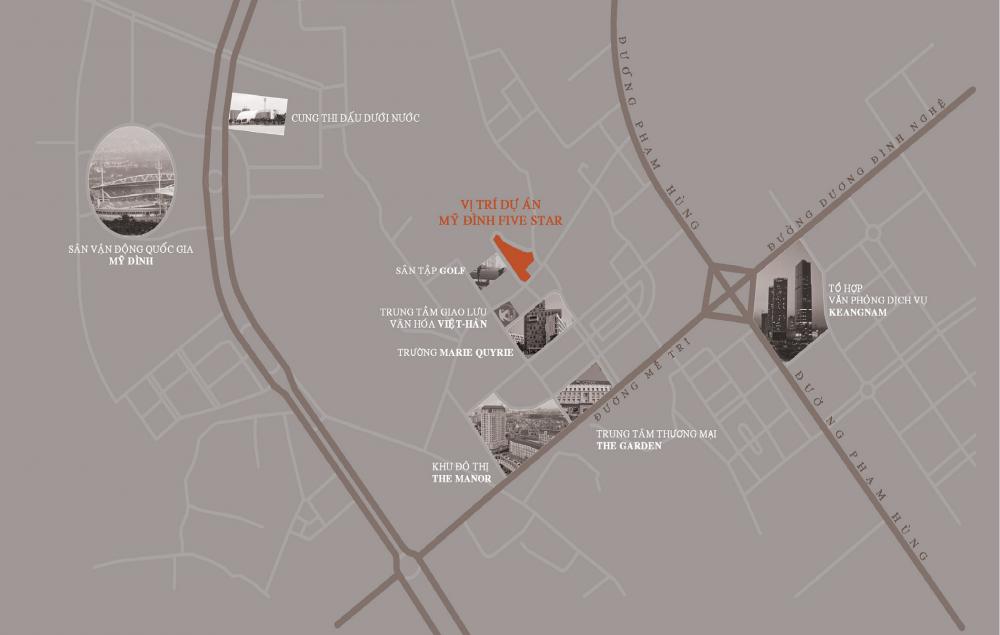 ĐƯỜNG PHẠM HÙNG
ĐƯỜNG DƯƠNG ĐÌNH NGHỆ
CUNG THI ĐẤU DƯỚI NƯỚC
VỊ TRÍ DỰ ÁN
MỸ ĐÌNH FIVE STAR
SÂN VẬN ĐỘNG QUỐC GIA
MỸ ĐÌNH
SÂN TẬP GOLF
TỔ HỢP
VĂN PHÒNG DỊCH VỤ
KEANGNAM
TRUNG TÂM GIAO LƯU
VĂN HÓA VIỆT-HÀN
TRƯỜNG MARIE QUYRIE
ĐƯỜNG MỄ TRÌ
TRUNG TÂM THƯƠNG MẠI
THE GARDEN
KHU ĐÔ THỊ
THE MANOR
ĐƯỜNG PHẠM HÙNG